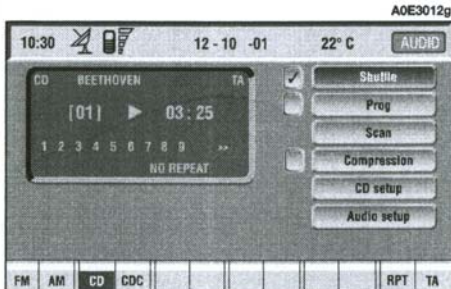 A0E3012g
10:30 12 - 10 -01 22° C AUDIO
CD BEETHOVEN TA
[01] 03:25
1 2 3 4 5 6 7 8 9 >>
NO REPEAT
Shuffle
Prog
Scan
Compression
CD setup
Audio setup
FM AM CD CDC RPT TA